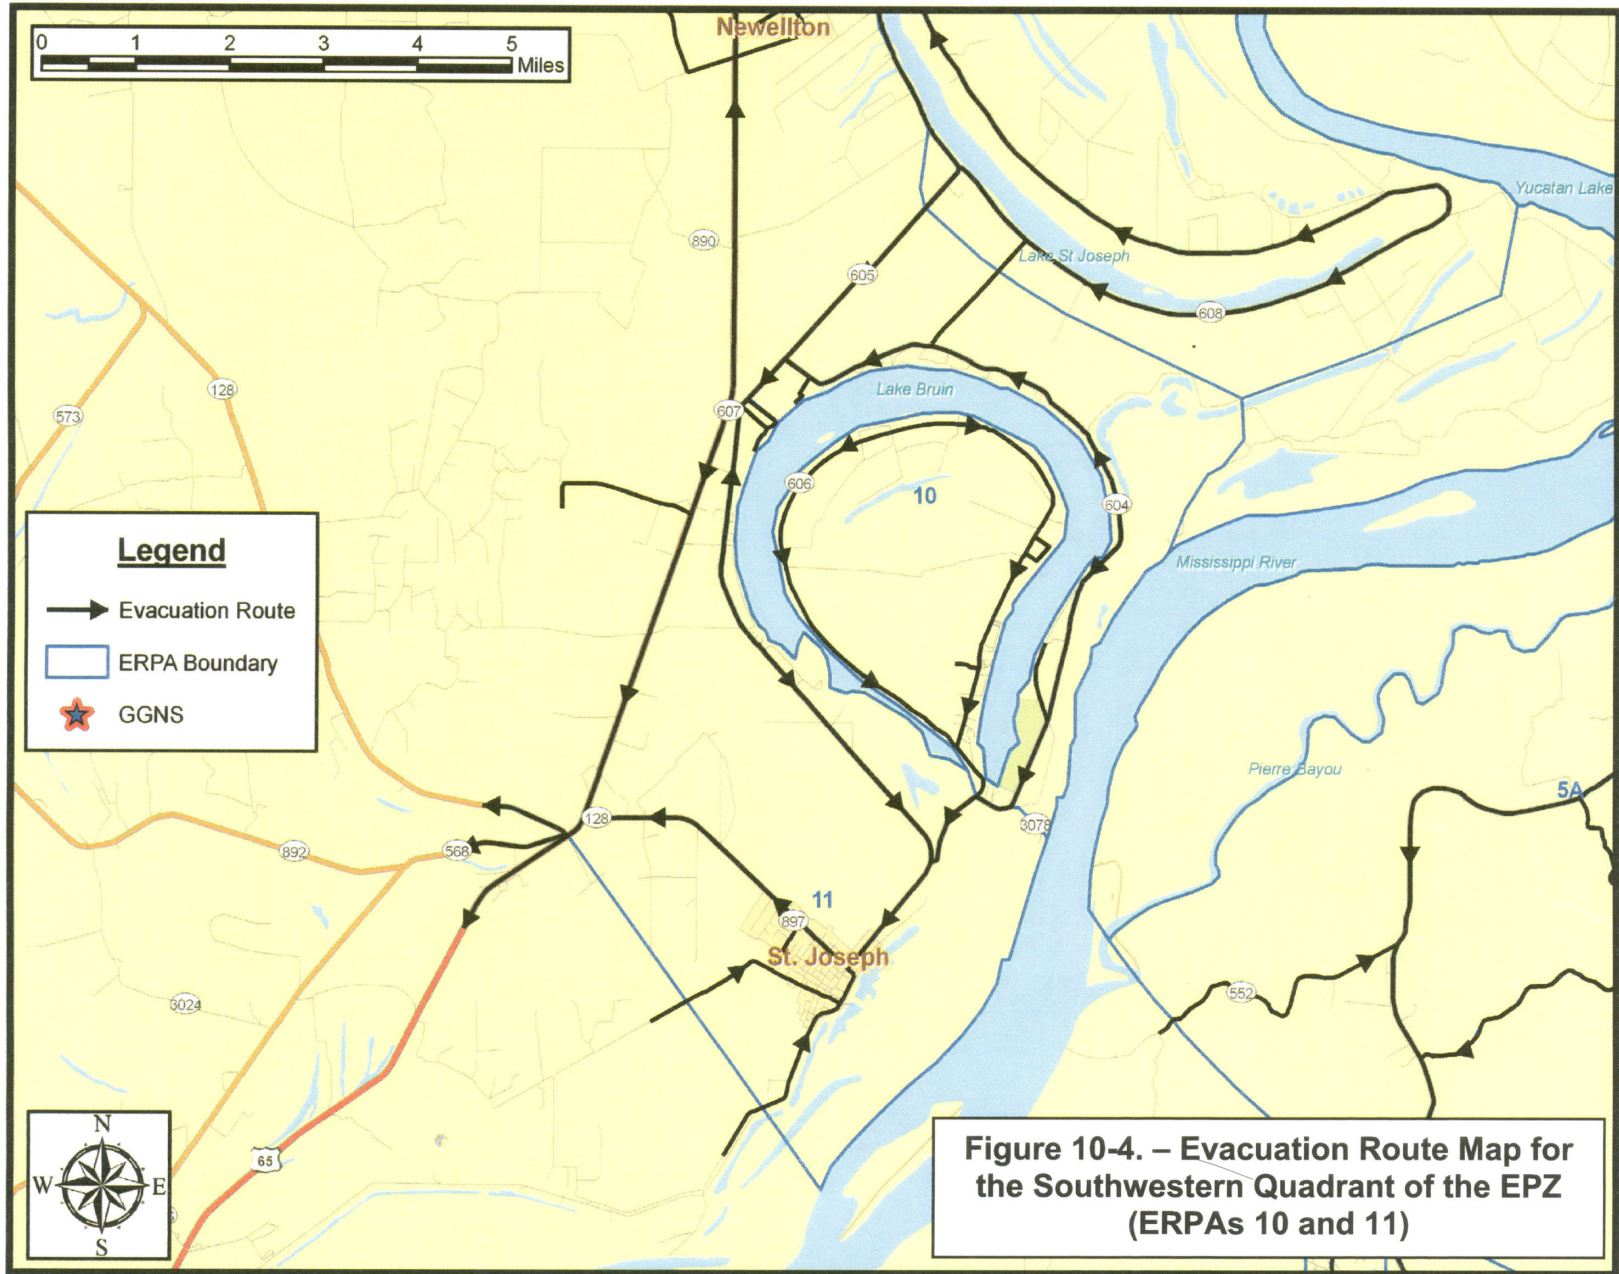 Newellton
0 1 2 3 4 5
Miles
Yucatan Lake
890
Lake St Joseph
605
608
128
Lake Bruin
573
607
606
10
604
Mississippi River
Legend
Evacuation Route
ERPA Boundary
GGNS
Pierre Bayou
5A
128
3078
892
568
11
897
St. Joseph
3024
552
65
N
W E
S
Figure 10-4. – Evacuation Route Map for
the Southwestern Quadrant of the EPZ
(ERPAs 10 and 11)